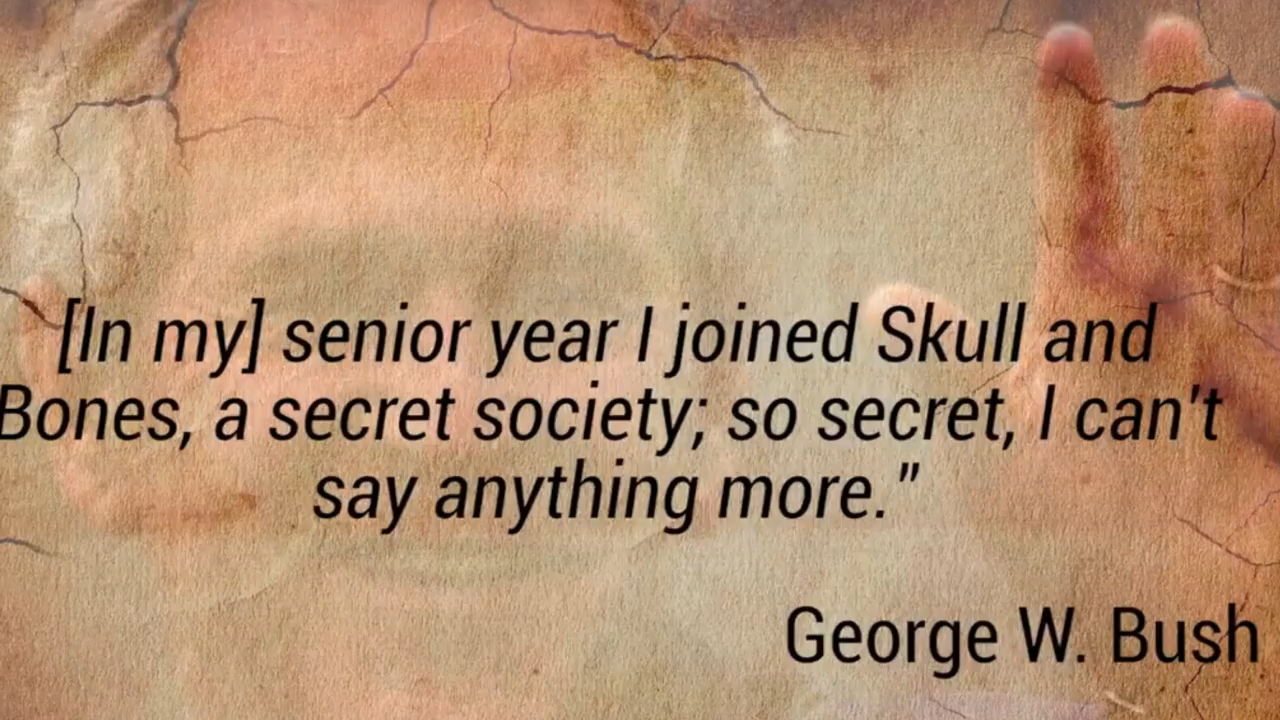 [In my] senior year I joined Skull and
Bones, a secret society; so secret, I can't
say anything more."
George W. Bush